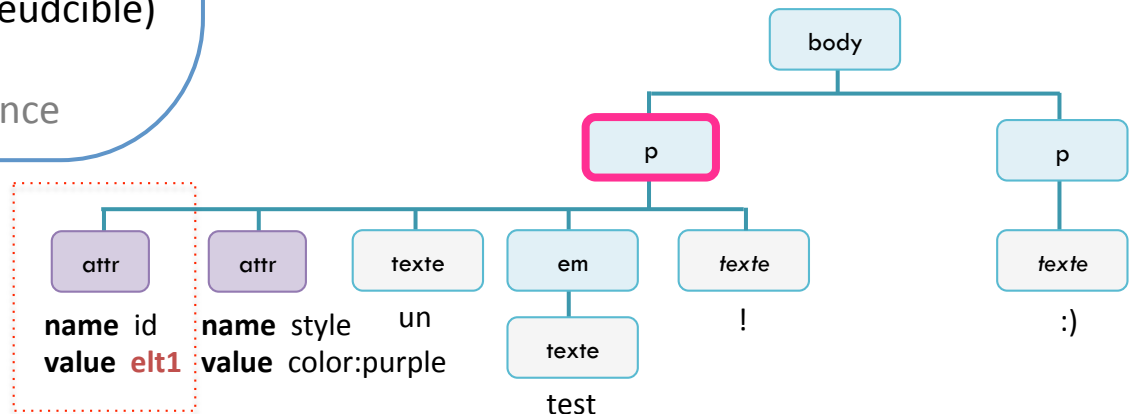 eudcible)
nce
body
p
p
attr
attr
texte
em
texte
texte
name id
value elt1
name style
value color:purple
un
texte
!
:)
test